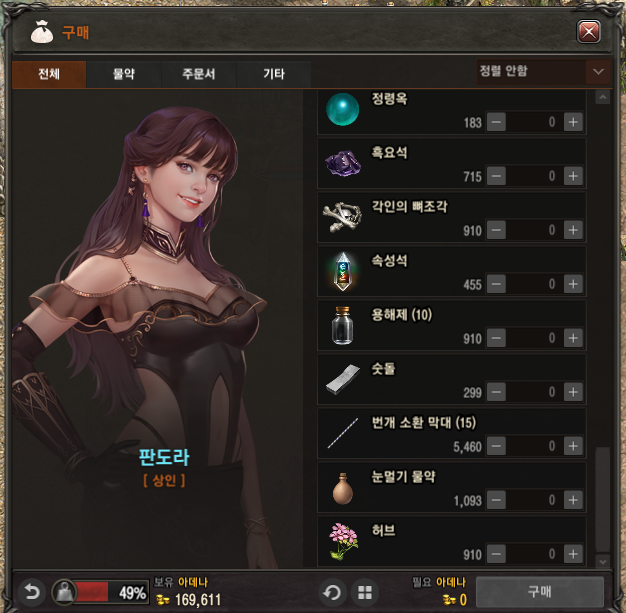 구매
전체 물약 주문서 기타 정렬 안함
정령옥
183 0
흑요석
715 0
각인의 뼈조각
910 0
속성석
455 0
용해제 (10)
910 0
숫돌
299 0
번개 소환 막대 (15)
5,460 0
눈멀기 물약
1,093 0
허브
910 0
판도라
[ 상인 ]
49% 보유 아데나 169,611
필요 아데나 0
구매